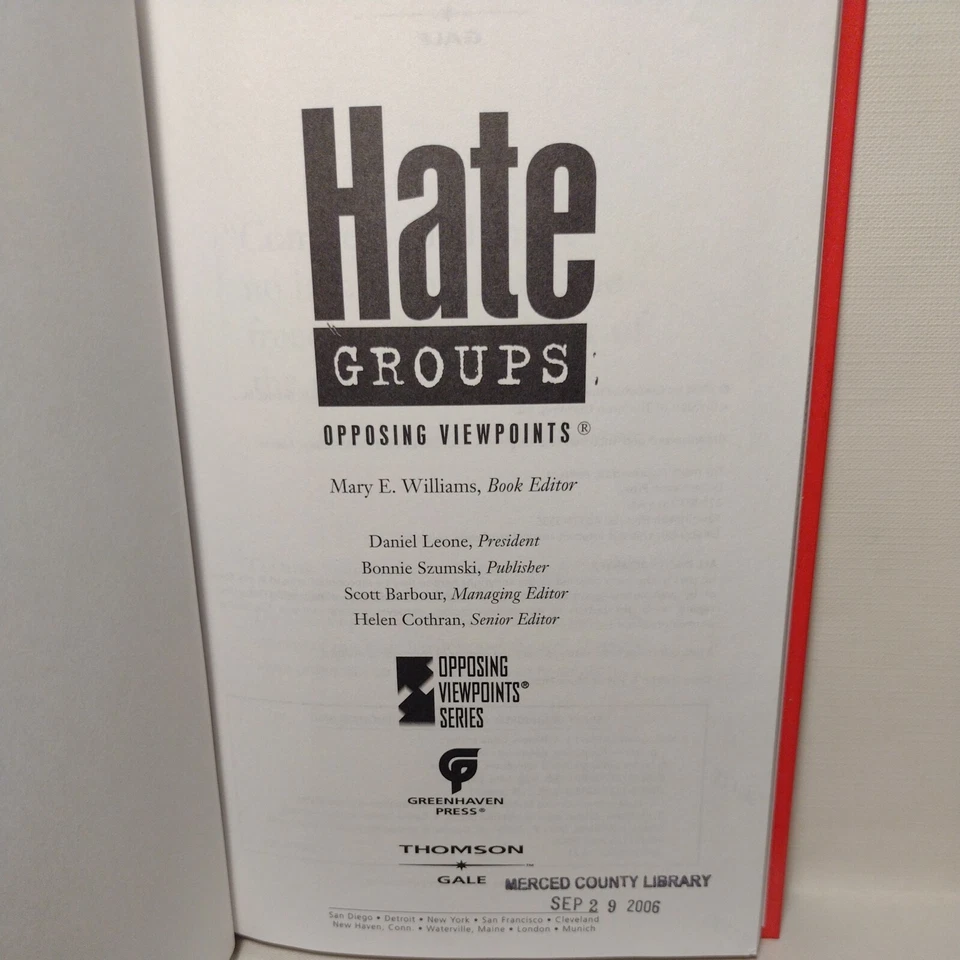 Hate
GROUPS
OPPOSING VIEWPOINTS®
Mary E. Williams, Book Editor
Daniel Leone, President
Bonnie Szumski, Publisher
Scott Barbour, Managing Editor
Helen Cothran, Senior Editor
OPPOSING
VIEWPOINTS®
SERIES
GREENHAVEN
PRESS®
THOMSON
™
GALE
MERCED COUNTY LIBRARY
SEP 29 2006
San Diego • Detroit • New York • San Francisco • Cleveland
New Haven, Conn. • Waterville, Maine • London • Munich